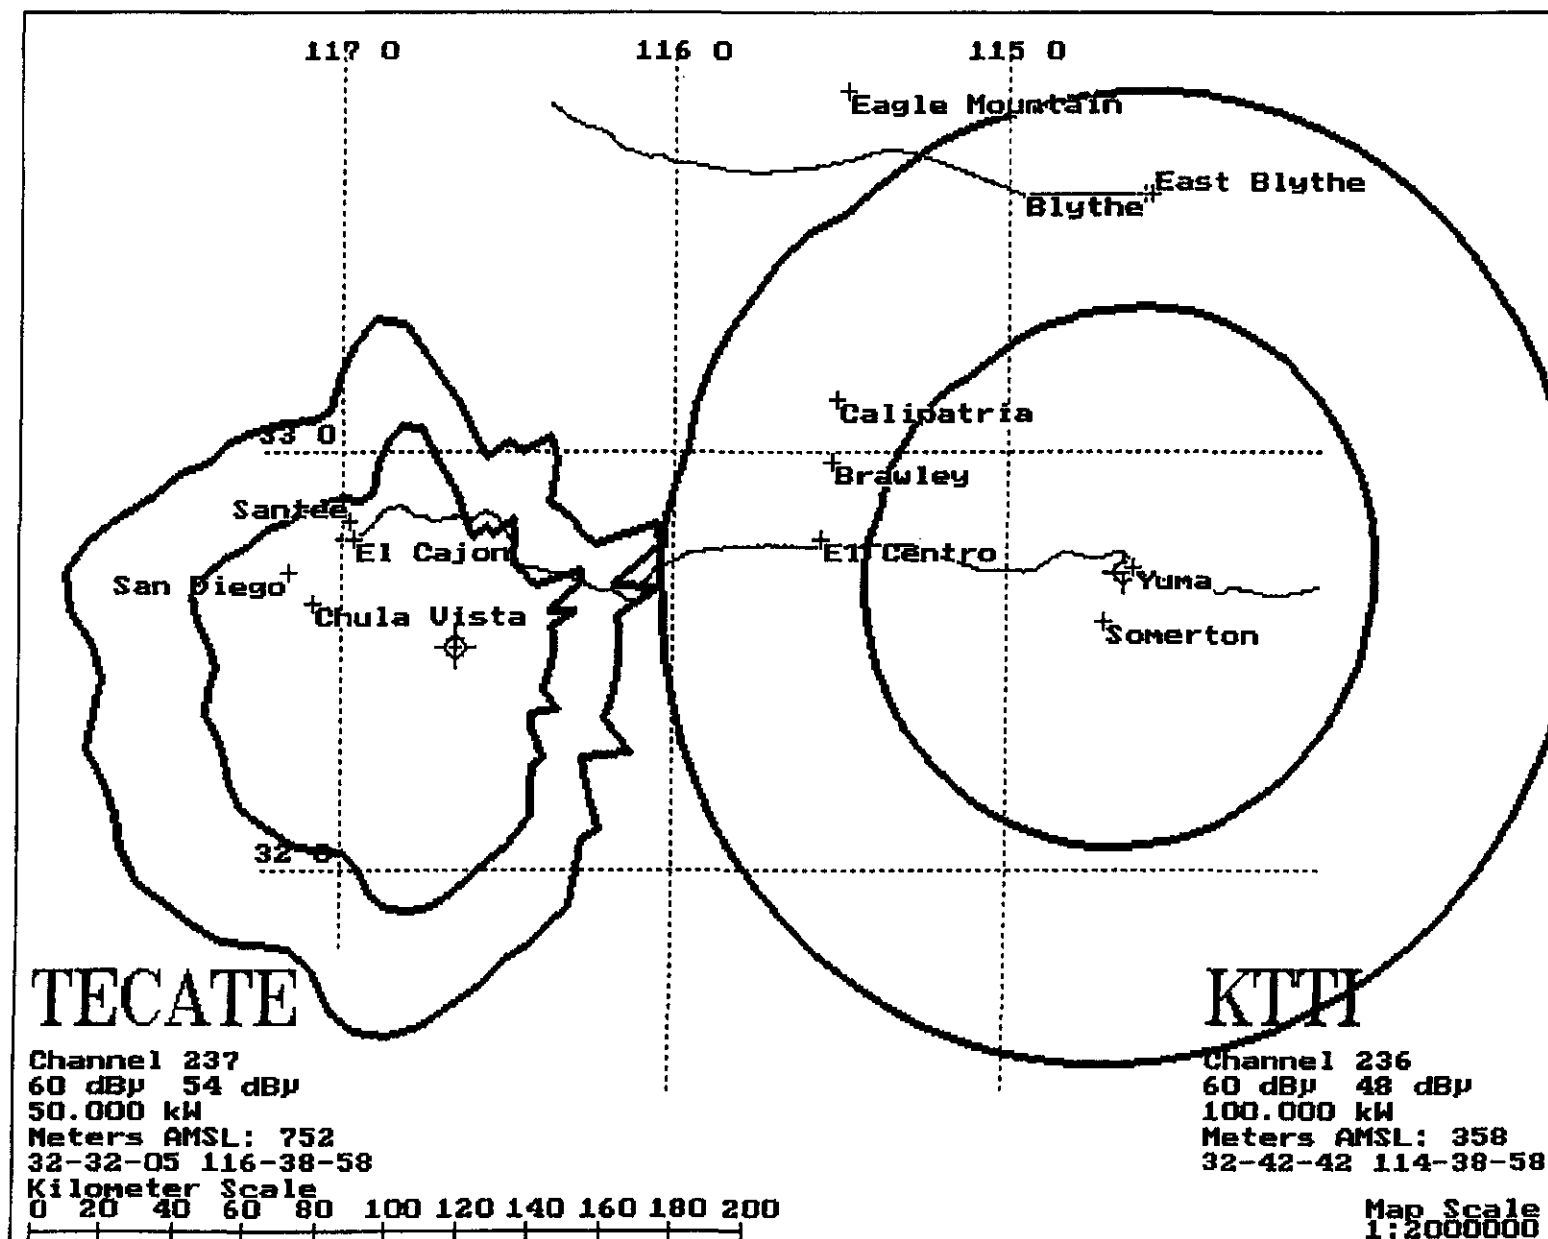 117 0
116 0
115 0
Eagle Mountain
East Blythe
Blythe
Calipatria
33 0
Brawley
Santee
El Cajon
El Centro
San Diego
Yuma
Chula Vista
Somerton
32 0
TECATE
Channel 237
60 dBµ 54 dBµ
50.000 kW
Meters AMSL: 752
32-32-05 116-38-58
Kilometer Scale
0 20 40 60 80 100 120 140 160 180 200
KTTI
Channel 236
60 dBµ 48 dBµ
100.000 kW
Meters AMSL: 358
32-42-42 114-38-58
Map Scale
1:2000000